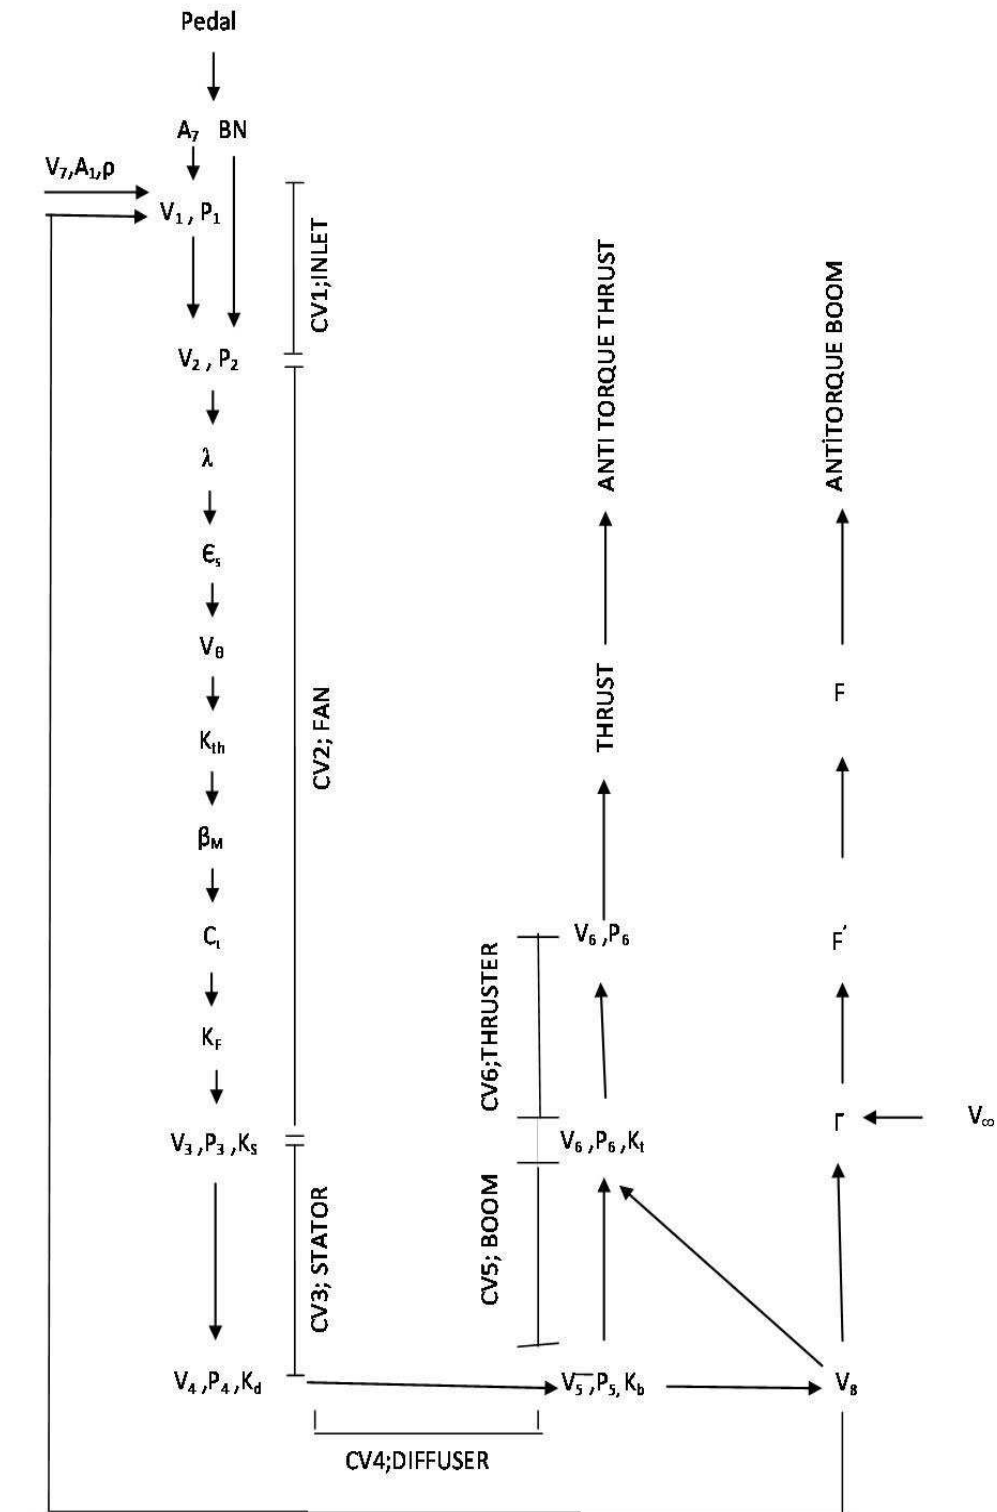 Pedal
A₇ BN
V₇,A₁,ρ
V₁, P₁
CV1;INLET
V₂, P₂
λ
Є꜀
V_θ
K_th
β_M
C_ι
K_F
CV2; FAN
V₃,P₃,K_S
CV3; STATOR
V₄,P₄,K_d
CV4;DIFFUSER
V₅,P₅,K_b
CV5; BOOM
V₆,P₆,K_t
CV6;THRUSTER
V₆,P₆
THRUST
ANTI TORQUE THRUST
V₈
Γ
V∞
F′
F
ANTİTORQUE BOOM